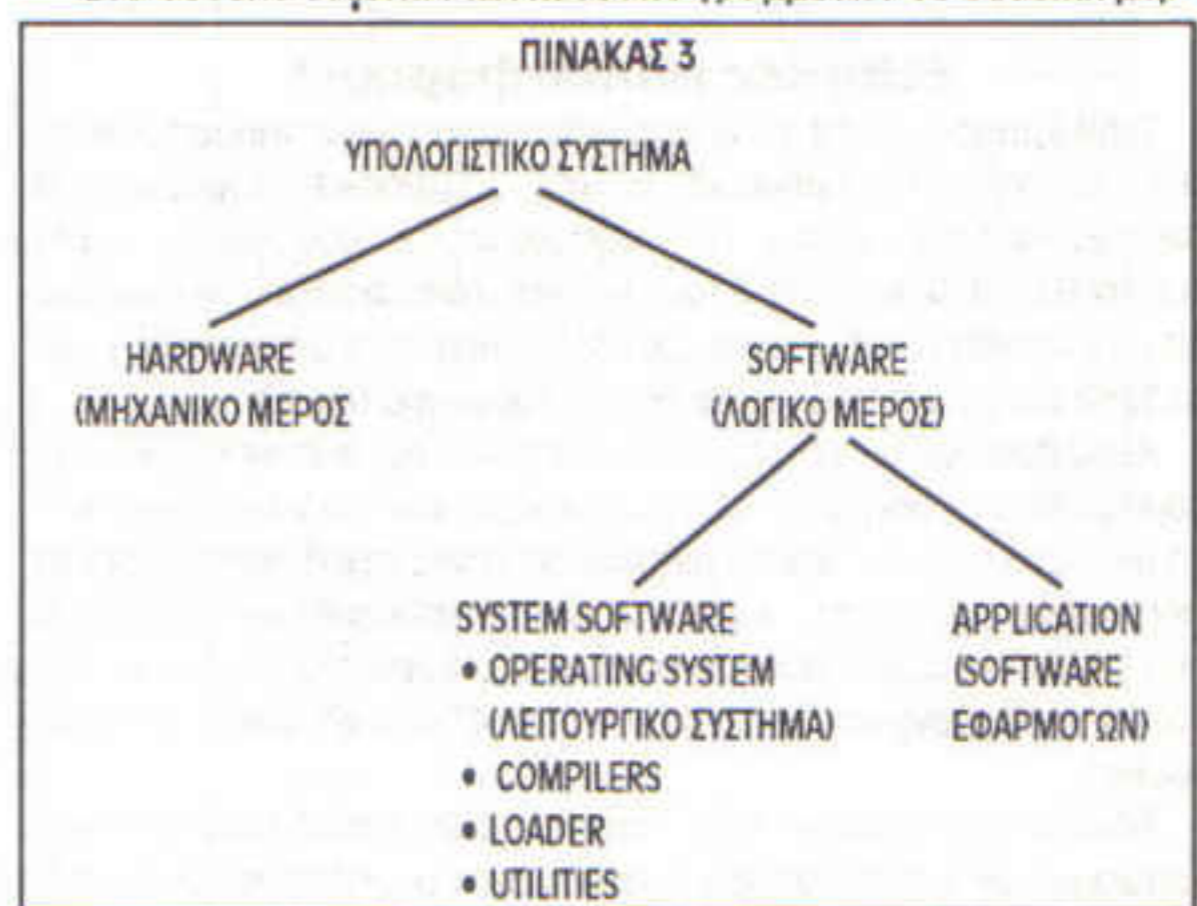 ΠΙΝΑΚΑΣ 3
ΥΠΟΛΟΓΙΣΤΙΚΟ ΣΥΣΤΗΜΑ
HARDWARE
(ΜΗΧΑΝΙΚΟ ΜΕΡΟΣ
SOFTWARE
(ΛΟΓΙΚΟ ΜΕΡΟΣ)
SYSTEM SOFTWARE
• OPERATING SYSTEM
(ΛΕΙΤΟΥΡΓΙΚΟ ΣΥΣΤΗΜΑ)
• COMPILERS
• LOADER
• UTILITIES
APPLICATION
(SOFTWARE
ΕΦΑΡΜΟΓΩΝ)